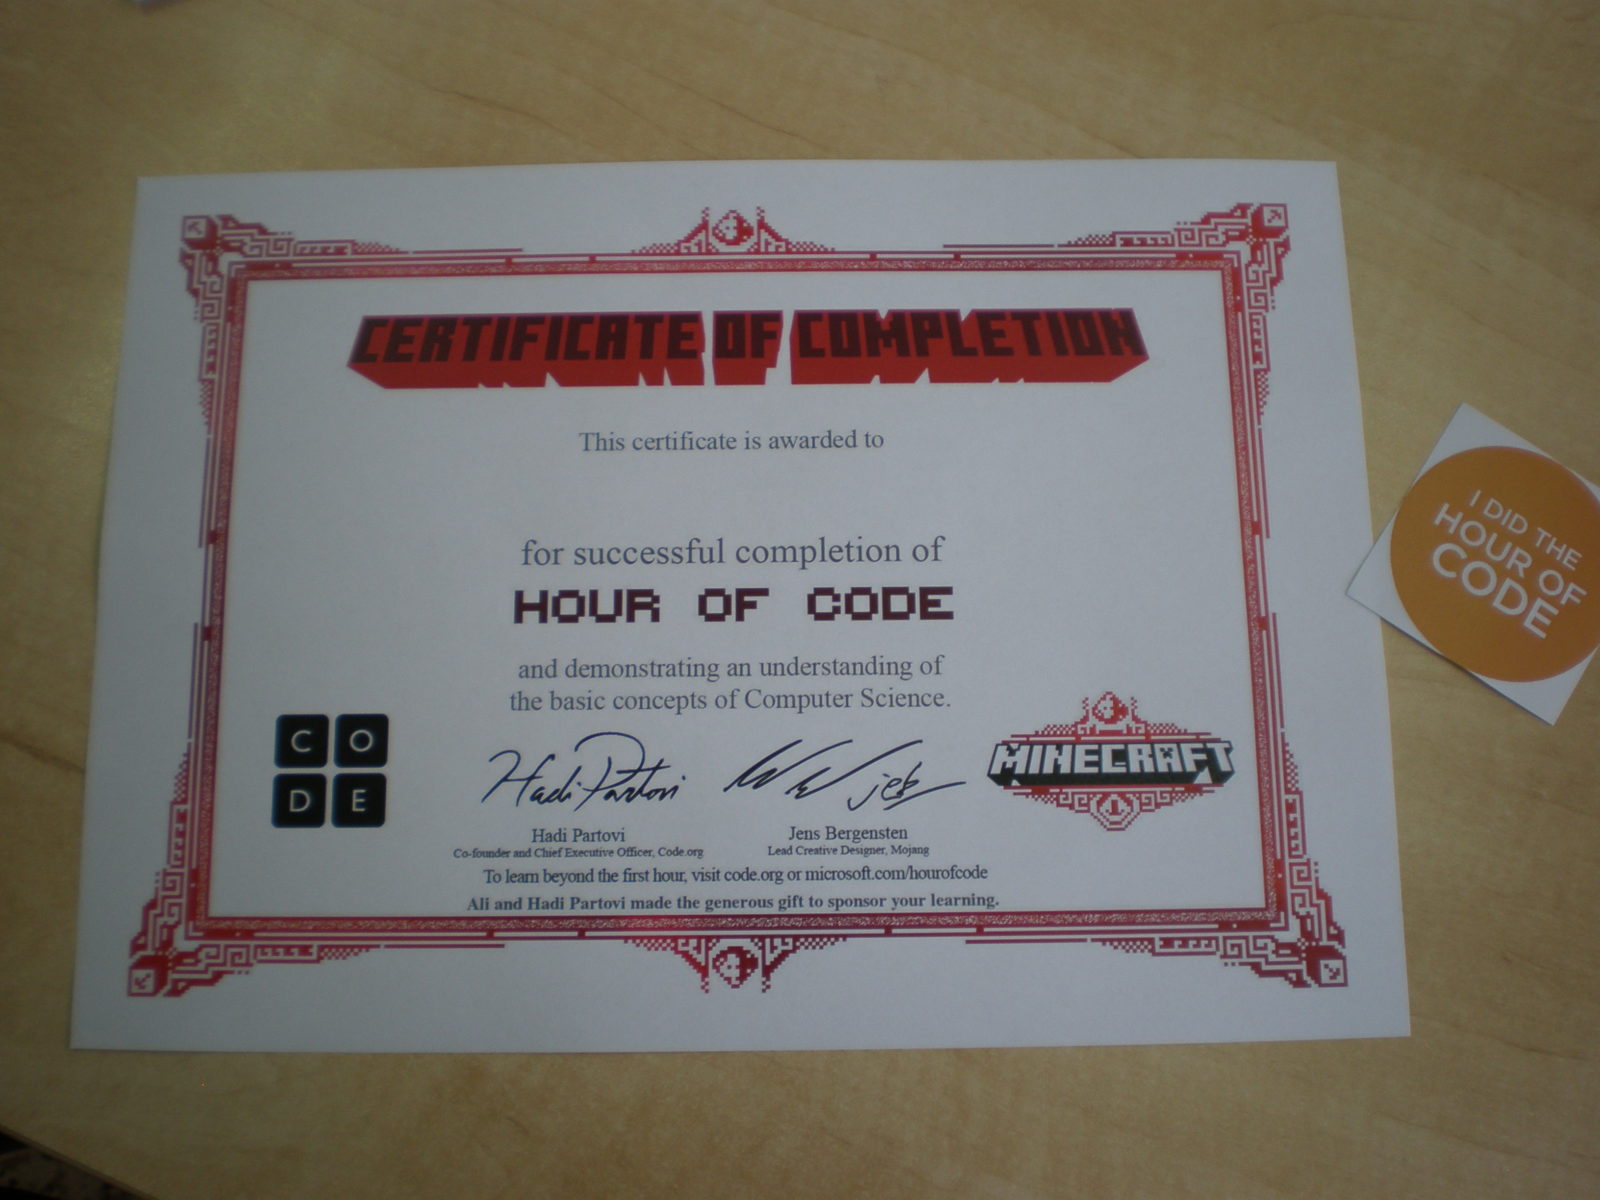 CERTIFICATE OF COMPLETION
This certificate is awarded to
for successful completion of
HOUR OF CODE
and demonstrating an understanding of
the basic concepts of Computer Science.
C O
D E
Hadi Partovi
jeb
MINECRAFT
Hadi Partovi
Co-founder and Chief Executive Officer, Code.org
Jens Bergensten
Lead Creative Designer, Mojang
To learn beyond the first hour, visit code.org or microsoft.com/hourofcode
Ali and Hadi Partovi made the generous gift to sponsor your learning.
I DID THE
HOUR OF
CODE